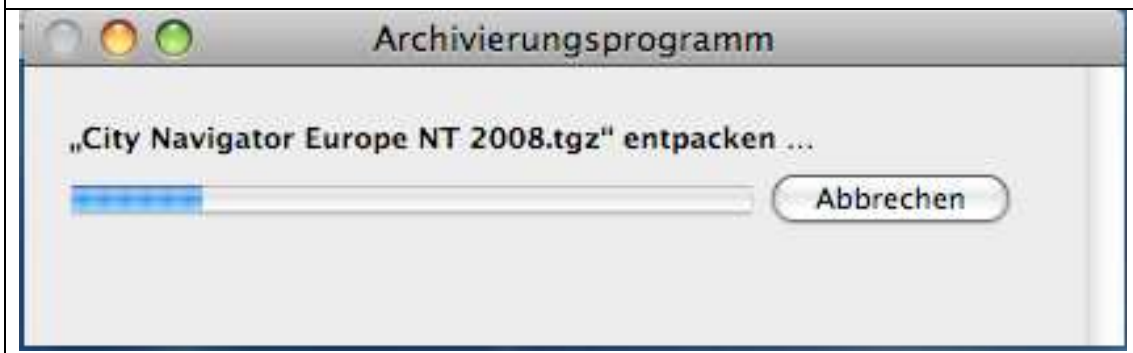 Archivierungsprogramm
„City Navigator Europe NT 2008.tgz“ entpacken ...
Abbrechen